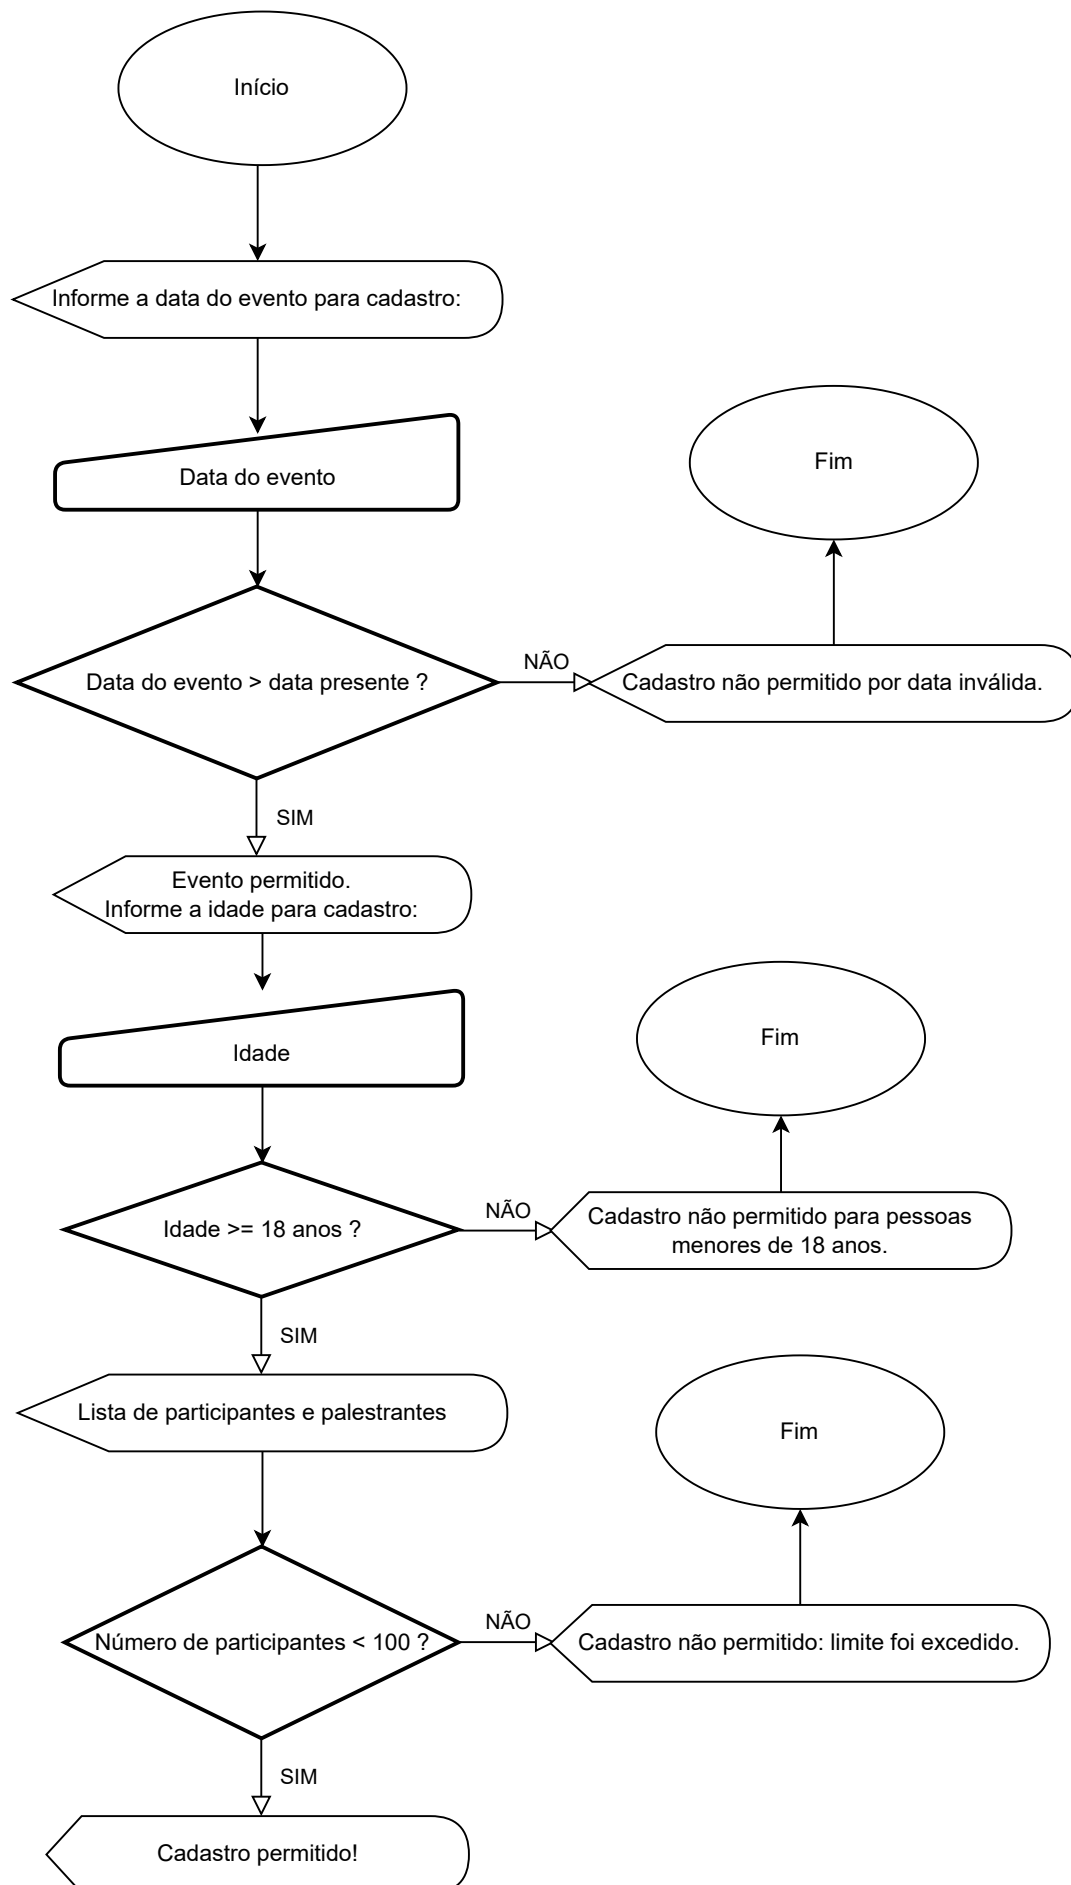 Início
Informe a data do evento para cadastro:
Data do evento
Fim
Data do evento > data presente ?
NÃO
Cadastro não permitido por data inválida.
SIM
Evento permitido.
Informe a idade para cadastro:
Idade
Fim
Idade >= 18 anos ?
NÃO
Cadastro não permitido para pessoas
menores de 18 anos.
SIM
Lista de participantes e palestrantes
Fim
Número de participantes < 100 ?
NÃO
Cadastro não permitido: limite foi excedido.
SIM
Cadastro permitido!